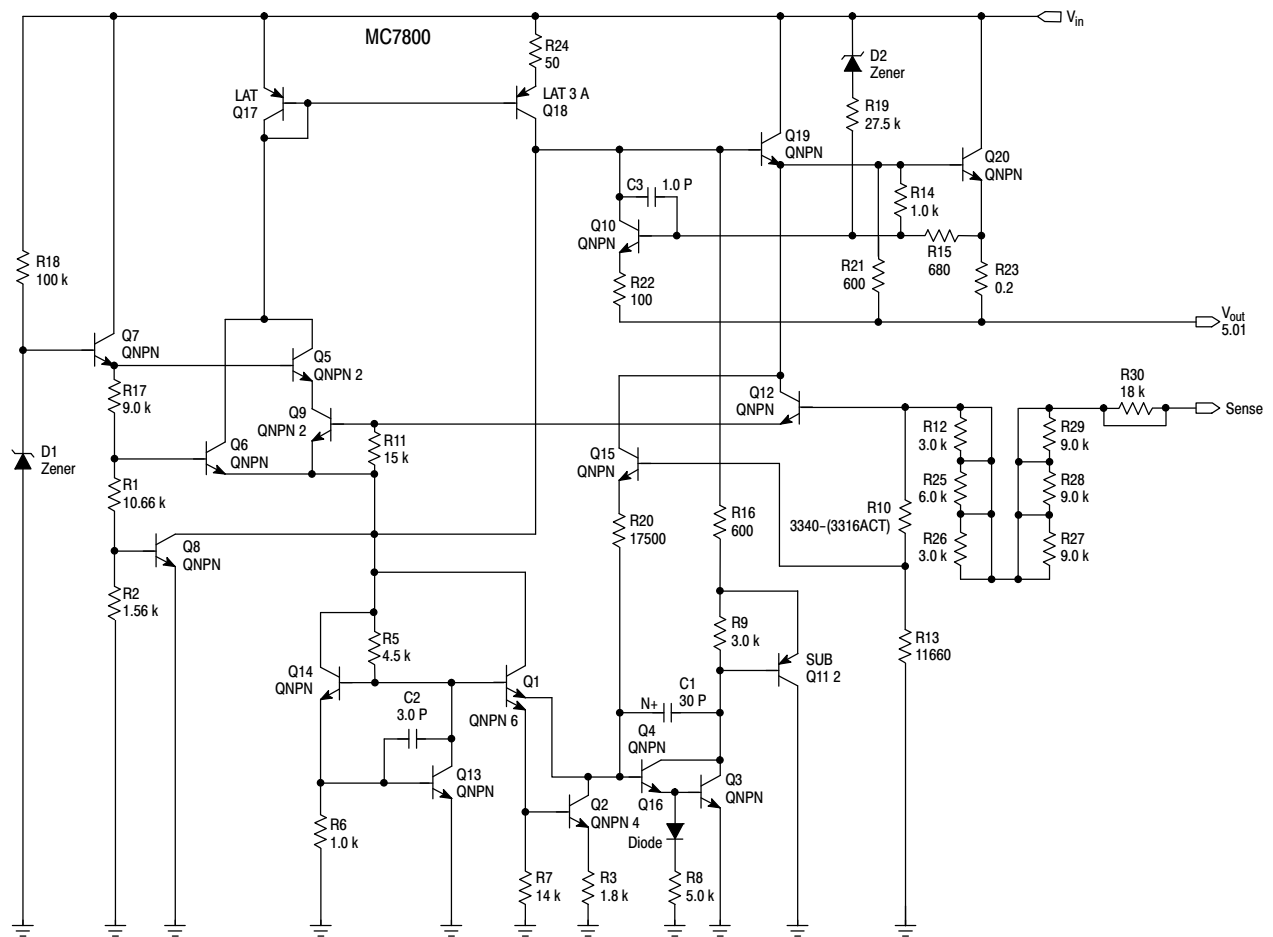 V_in
MC7800
R24
50
D2
Zener
LAT
Q17
LAT 3 A
Q18
R19
27.5 k
Q19
QNPN
Q20
QNPN
C3
1.0 P
R14
1.0 k
Q10
QNPN
R18
100 k
R15
680
R21
600
R23
0.2
R22
100
V_out
5.01
Q7
QNPN
Q5
QNPN 2
R30
18 k
R17
9.0 k
Q12
QNPN
Sense
Q9
QNPN 2
R12
3.0 k
R29
9.0 k
D1
Zener
Q6
QNPN
R11
15 k
Q15
QNPN
R1
10.66 k
R25
6.0 k
R28
9.0 k
R10
3340-(3316ACT)
R20
17500
R16
600
Q8
QNPN
R26
3.0 k
R27
9.0 k
R2
1.56 k
R5
4.5 k
R9
3.0 k
R13
11660
Q14
QNPN
SUB
Q11 2
Q1
QNPN 6
C2
3.0 P
N+
C1
30 P
Q4
QNPN
Q13
QNPN
Q3
QNPN
Q2
QNPN 4
Q16
R6
1.0 k
Diode
R7
14 k
R3
1.8 k
R8
5.0 k